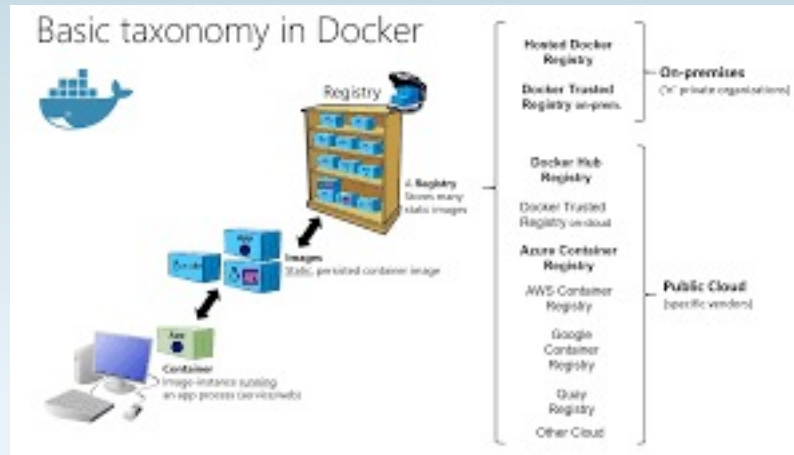 Basic taxonomy in Docker
Registry
A Registry
Stores many
static images
Images
Static, persisted container image
App
Container
Image-instance running
an app process (service/web)
Hosted Docker
Registry
Docker Trusted
Registry on-prem.
On-premises
('n' private organizations)
Docker Hub
Registry
Docker Trusted
Registry on-cloud
Azure Container
Registry
AWS Container
Registry
Google
Container
Registry
Quay
Registry
Other Cloud
Public Cloud
(specific vendors)